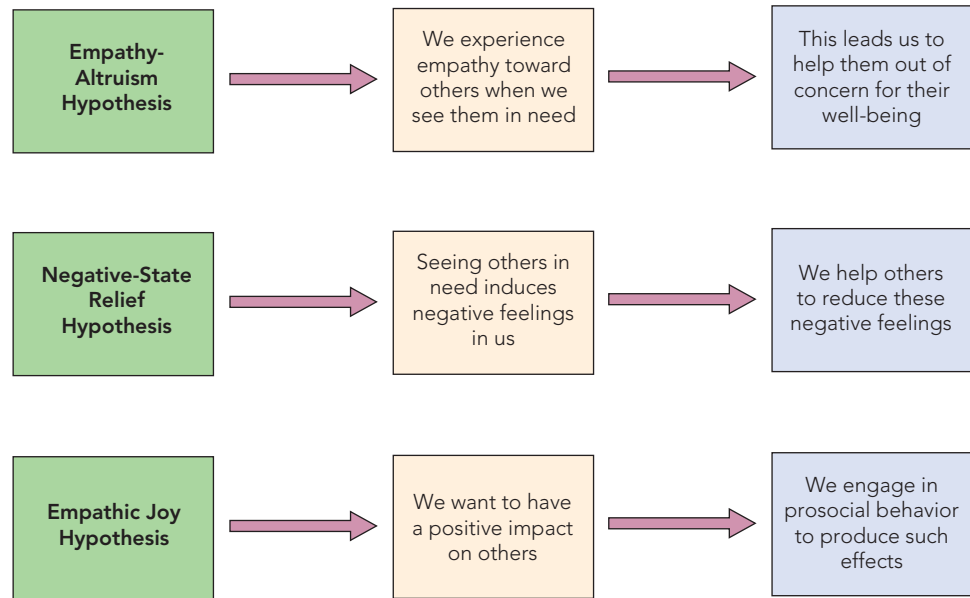 Empathy-
Altruism
Hypothesis
We experience
empathy toward
others when we
see them in need
This leads us to
help them out of
concern for their
well-being
Negative-State
Relief
Hypothesis
Seeing others in
need induces
negative feelings
in us
We help others
to reduce these
negative feelings
Empathic Joy
Hypothesis
We want to have
a positive impact
on others
We engage in
prosocial behavior
to produce such
effects